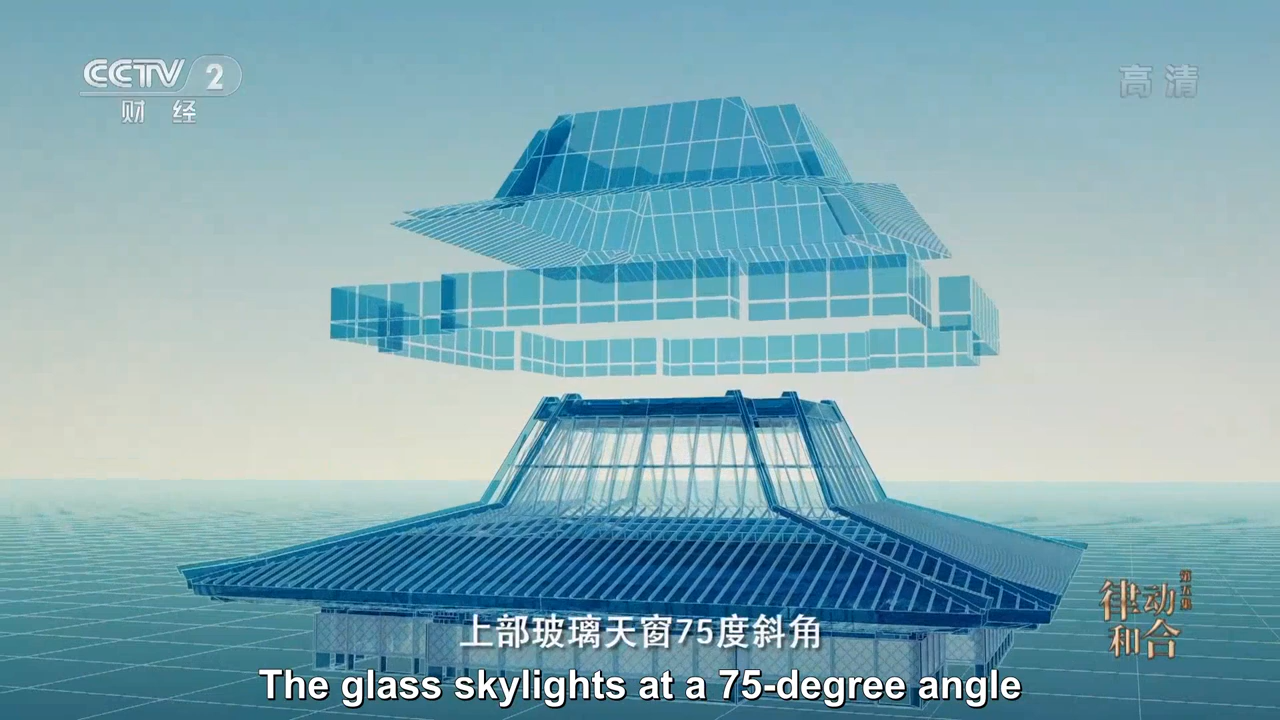 CCTV 2
财经
高清
律动
和合
上部玻璃天窗75度斜角
The glass skylights at a 75-degree angle